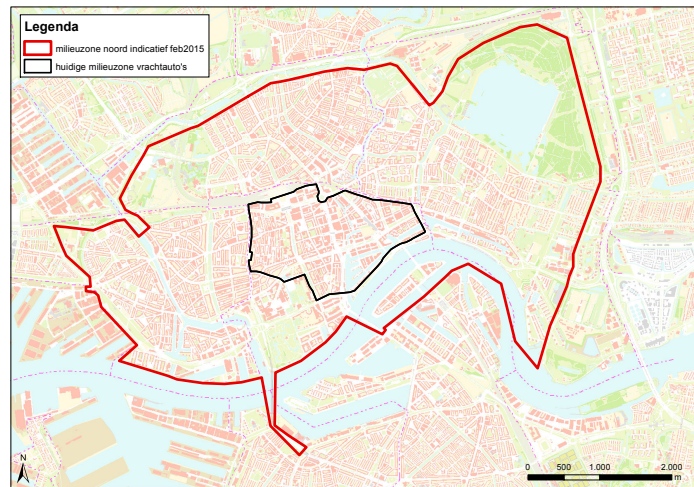 Legenda
milieuzone noord indicatief feb2015
huidige milieuzone vrachtauto's
N
0 500 1.000 2.000
m